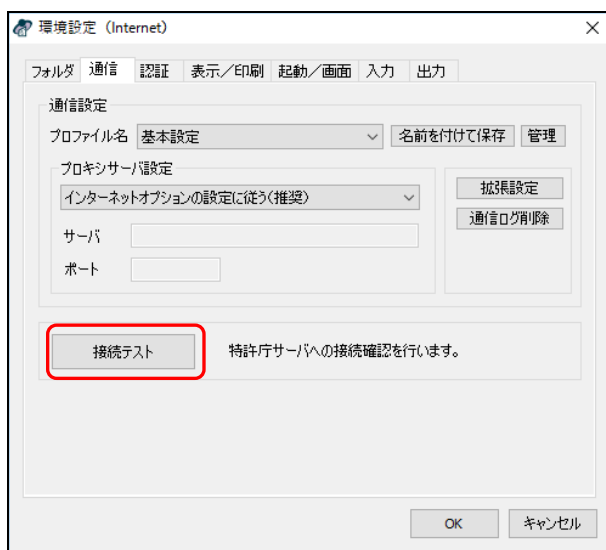 環境設定（Internet）
フォルダ 通信 認証 表示／印刷 起動／画面 入力 出力
通信設定
プロファイル名 基本設定 名前を付けて保存 管理
プロキシサーバ設定
インターネットオプションの設定に従う(推奨)
拡張設定
サーバ
通信ログ削除
ポート
接続テスト 特許庁サーバへの接続確認を行います。
OK キャンセル